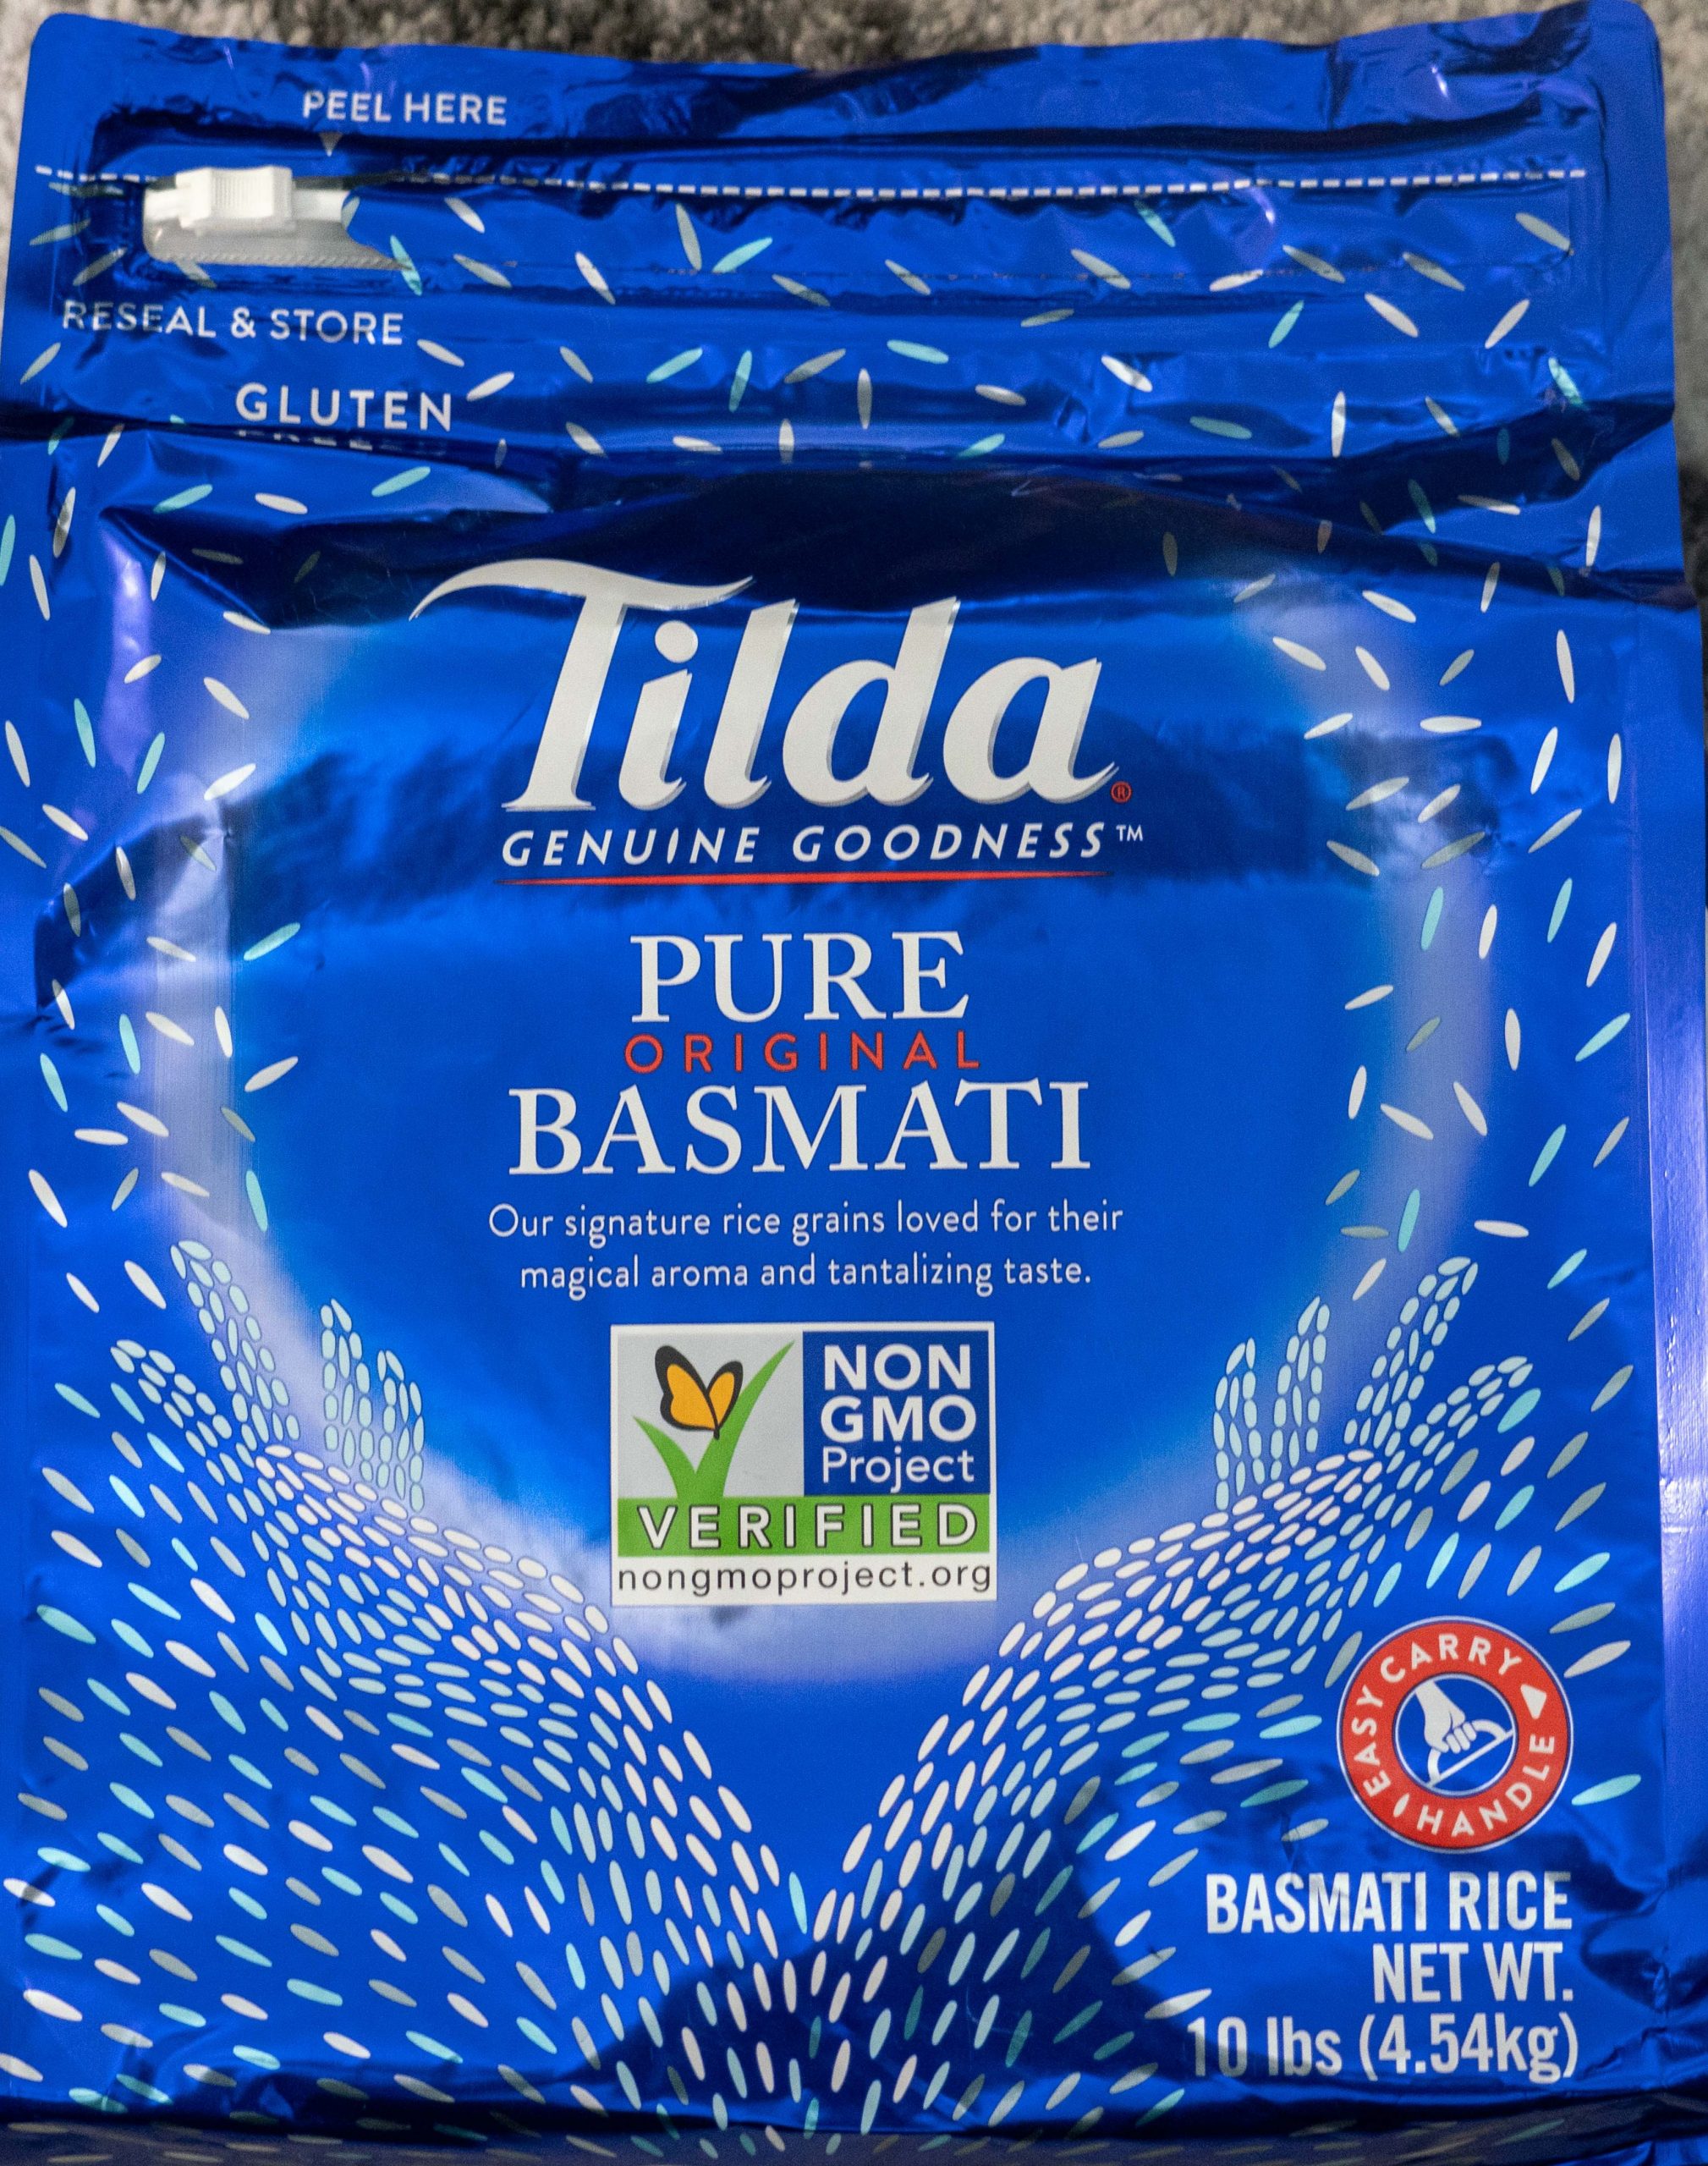 PEEL HERE
RESEAL & STORE
GLUTEN
FREE
Tilda®
GENUINE GOODNESS™
PURE
ORIGINAL
BASMATI
Our signature rice grains loved for their
magical aroma and tantalizing taste.
NON
GMO
Project
VERIFIED
nongmoproject.org
EASY CARRY
HANDLE
BASMATI RICE
NET WT.
10 lbs (4.54kg)